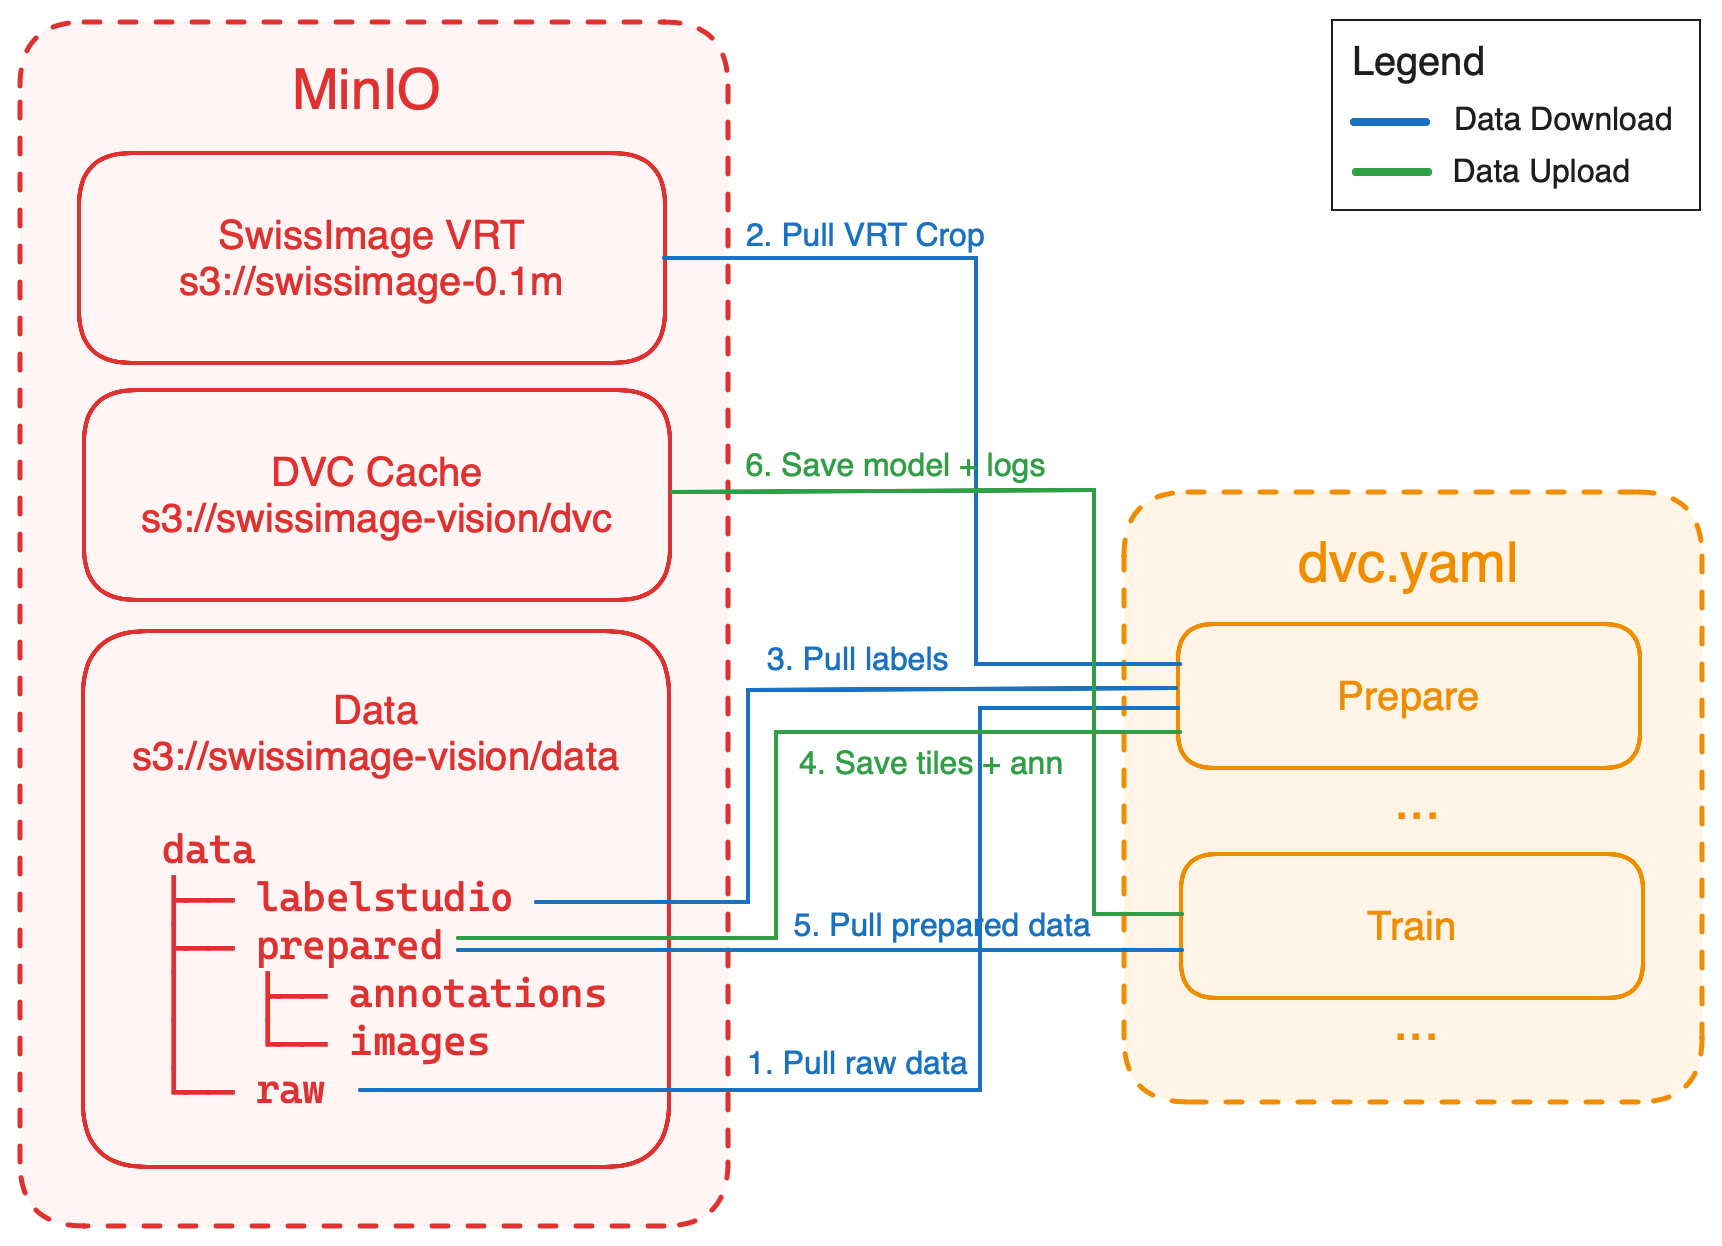 MinIO
SwissImage VRT
s3://swissimage-0.1m
DVC Cache
s3://swissimage-vision/dvc
Data
s3://swissimage-vision/data
data
labelstudio
prepared
annotations
images
raw
2. Pull VRT Crop
6. Save model + logs
3. Pull labels
4. Save tiles + ann
5. Pull prepared data
1. Pull raw data
Legend
Data Download
Data Upload
dvc.yaml
Prepare
...
Train
...